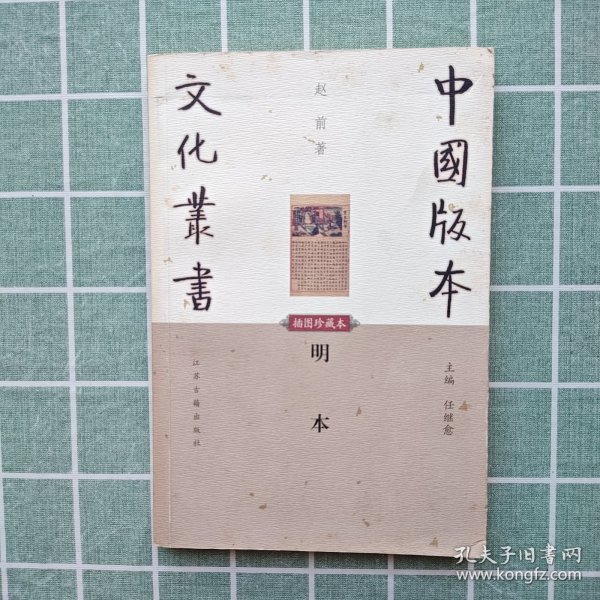 中國版本
文化叢書
赵前著
插图珍藏本
明本
主编 任继愈
江苏古籍出版社
孔夫子旧书网
www.kongfz.com